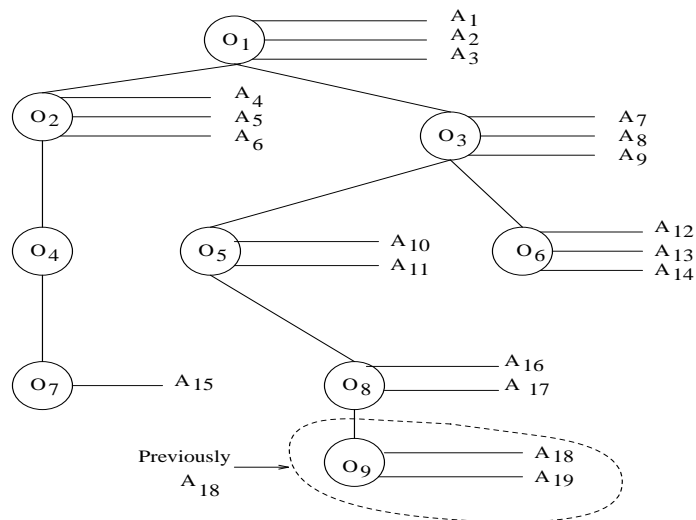 O1 A1
A2
A3
O2 A4
A5
A6
O3 A7
A8
A9
O4
O5 A10
A11
O6 A12
A13
A14
O7 A15
O8 A16
A17
Previously
A18
O9 A18
A19